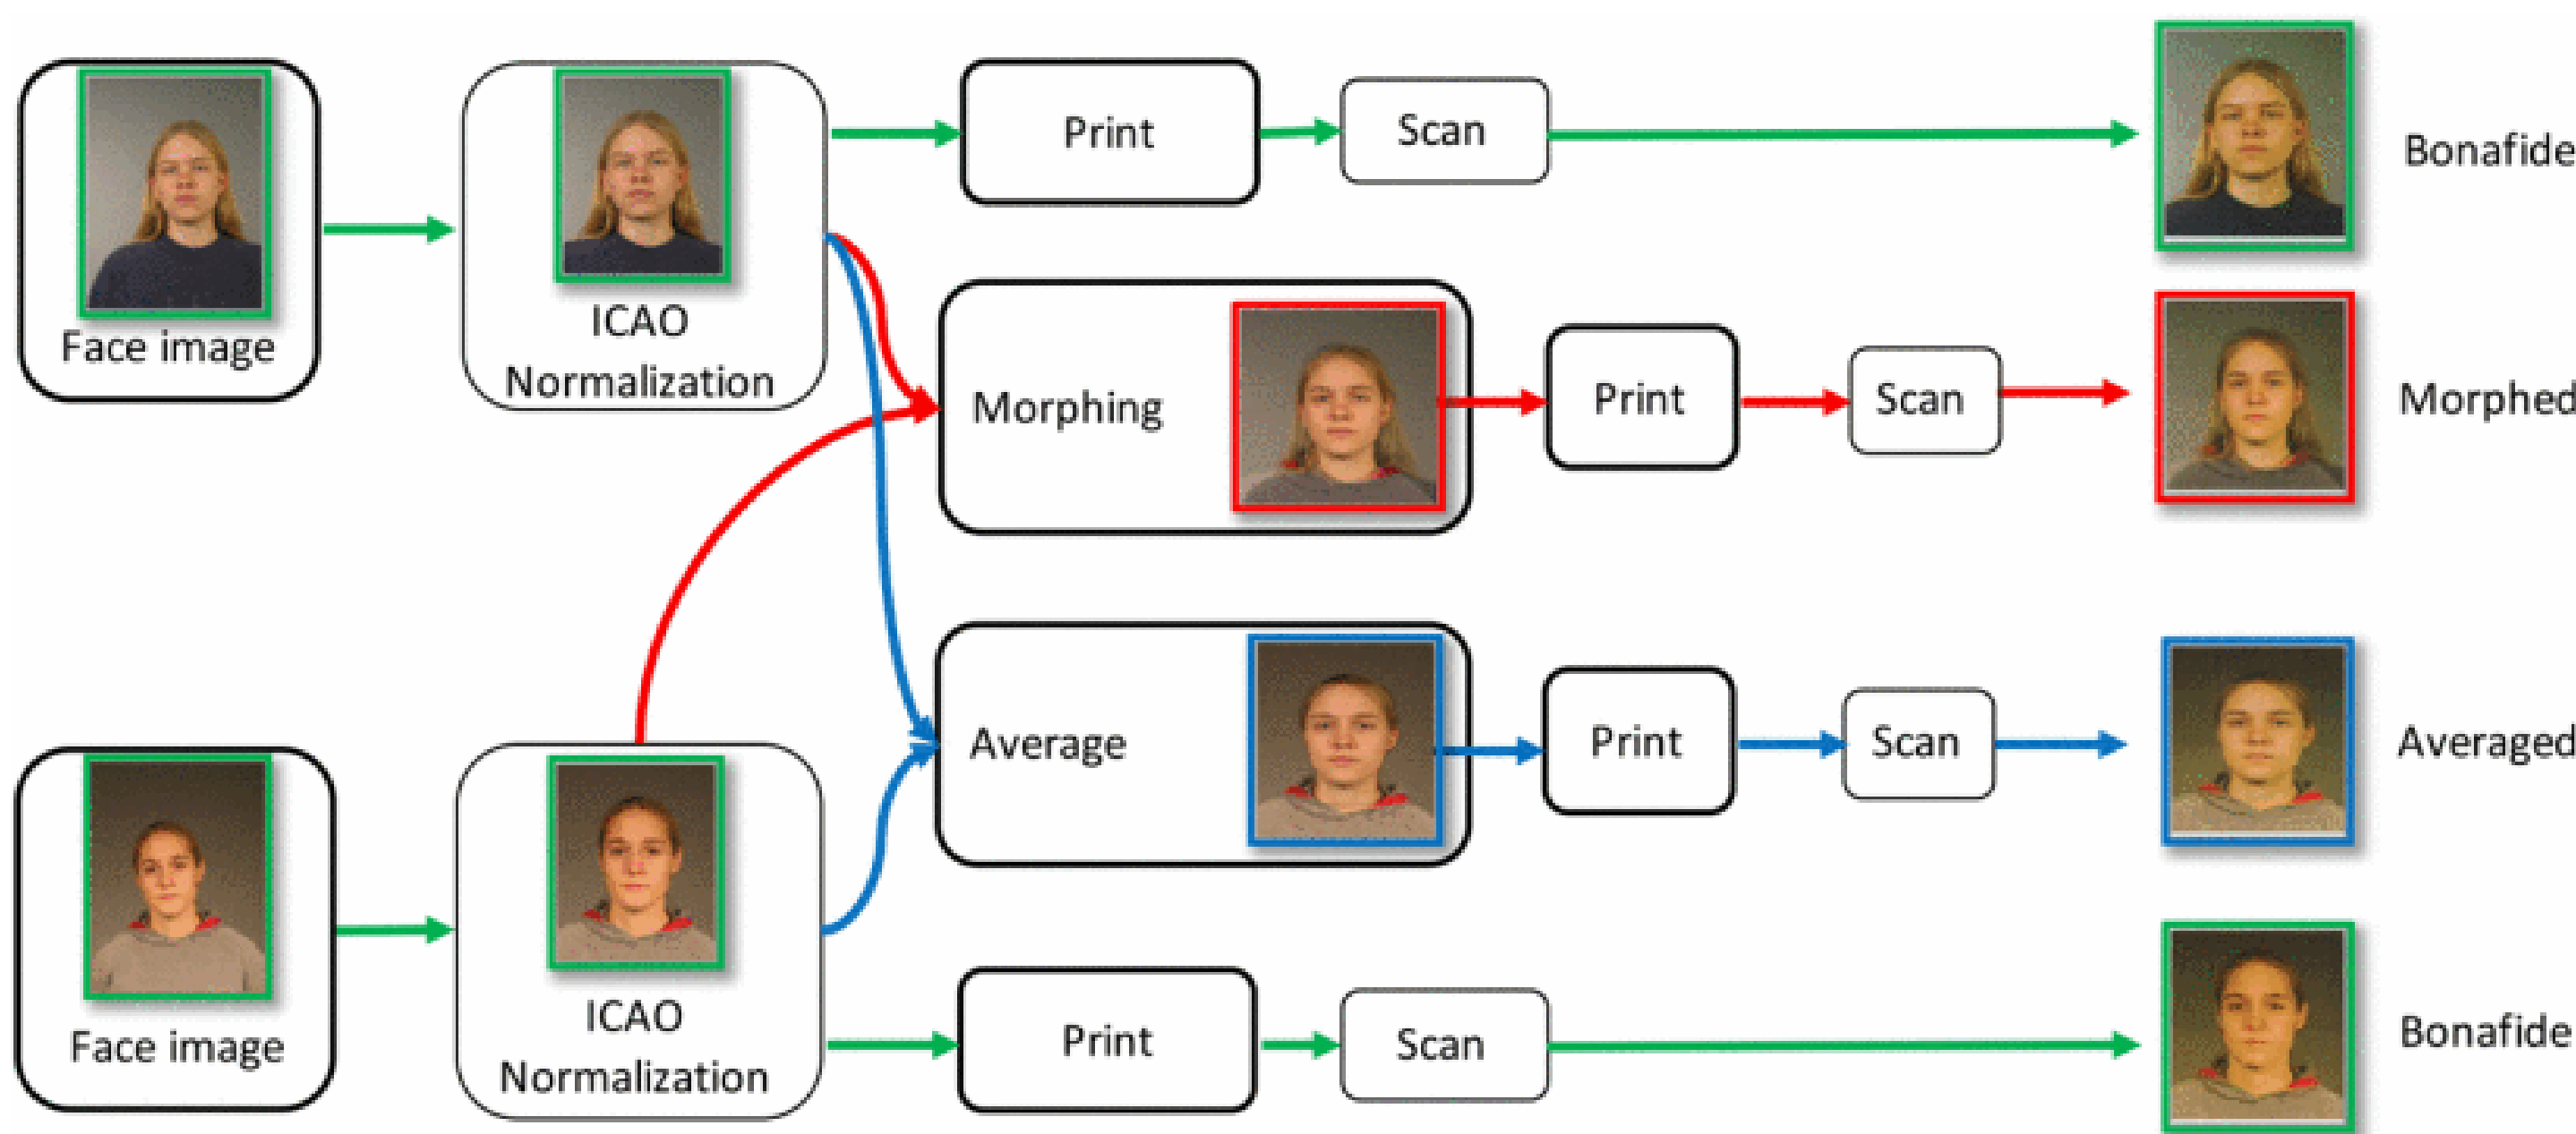 Face image
ICAO
Normalization
Print
Scan
Bonafide
Morphing
Print
Scan
Morphed
Average
Print
Scan
Averaged
Face image
ICAO
Normalization
Print
Scan
Bonafide